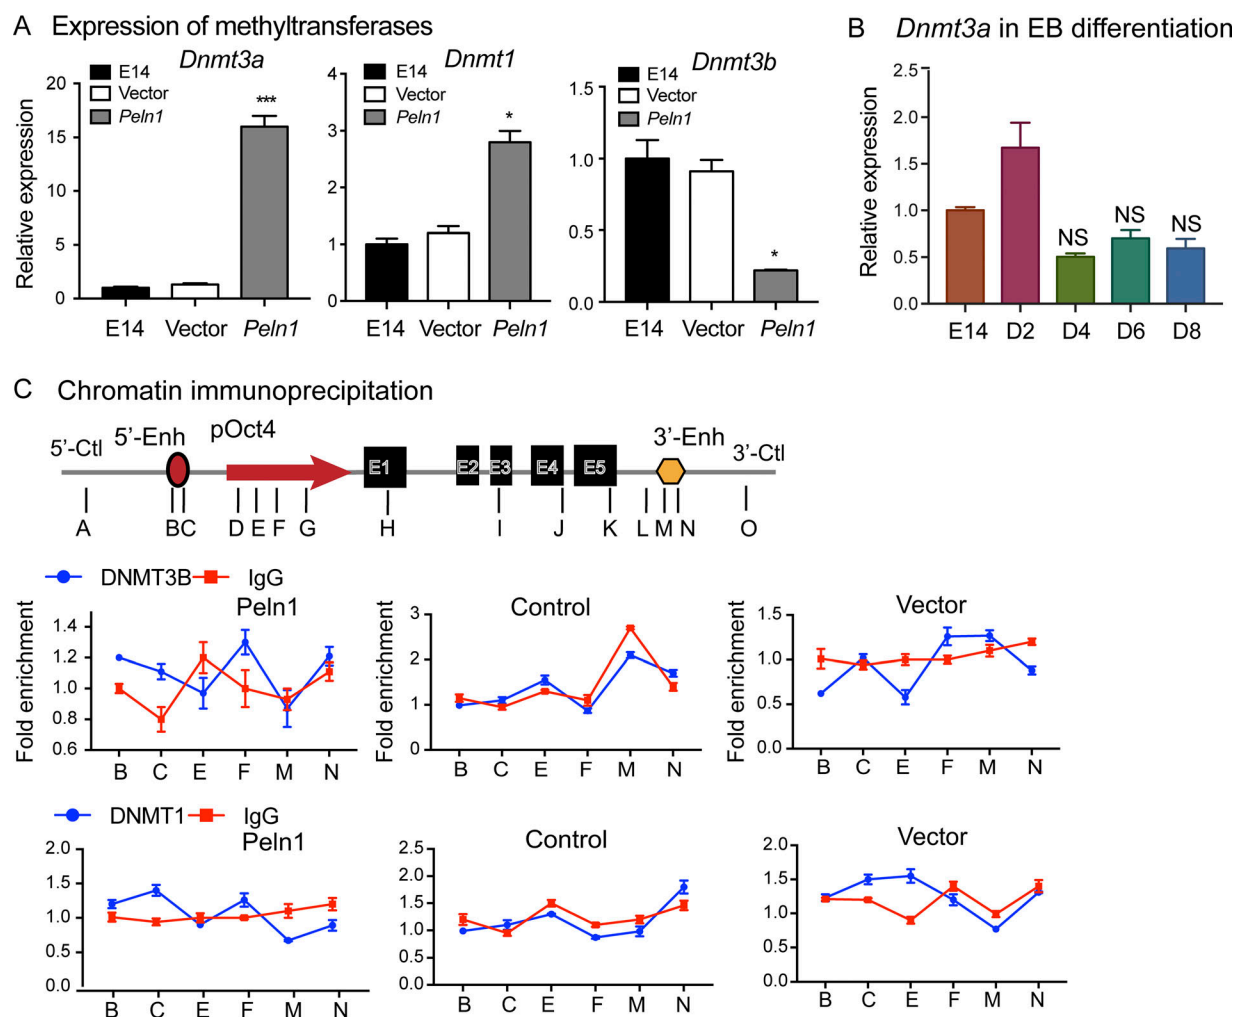 A Expression of methyltransferases
Dnmt3a
E14
Vector
Peln1
Relative expression
20
15
10
5
0
***
E14 Vector Peln1
Dnmt1
E14
Vector
Peln1
4
3
2
1
0
*
E14 Vector Peln1
Dnmt3b
E14
Vector
Peln1
1.5
1.0
0.5
0.0
*
E14 Vector Peln1
B Dnmt3a in EB differentiation
Relative expression
2.5
2.0
1.5
1.0
0.5
0.0
NS NS NS
E14 D2 D4 D6 D8
C Chromatin immunoprecipitation
5'-Ctl 5'-Enh pOct4 3'-Enh 3'-Ctl
E1 E2 E3 E4 E5
A B C D E F G H I J K L M N O
DNMT3B IgG
Peln1
Fold enrichment
1.4
1.2
1.0
0.8
0.6
B C E F M N
Control
Fold enrichment
3
2
1
0
B C E F M N
Vector
Fold enrichment
1.5
1.0
0.5
0.0
B C E F M N
DNMT1 IgG
Peln1
2.0
1.5
1.0
0.5
0.0
B C E F M N
Control
2.5
2.0
1.5
1.0
0.5
0.0
B C E F M N
Vector
2.0
1.5
1.0
0.5
0.0
B C E F M N